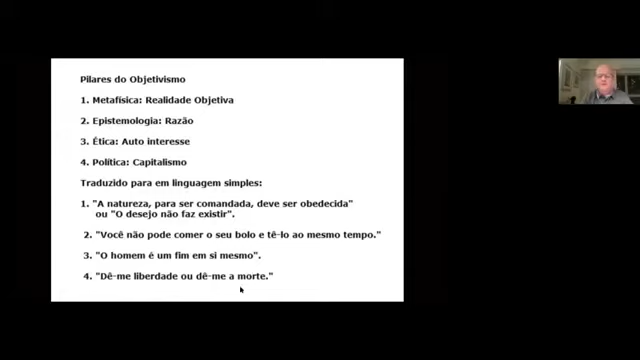 Pilares do Objetivismo
1. Metafísica: Realidade Objetiva
2. Epistemologia: Razão
3. Ética: Auto interesse
4. Política: Capitalismo
Traduzido para em linguagem simples:
1. "A natureza, para ser comandada, deve ser obedecida"
ou "O desejo não faz existir".
2. "Você não pode comer o seu bolo e tê-lo ao mesmo tempo."
3. "O homem é um fim em si mesmo".
4. "Dê-me liberdade ou dê-me a morte."